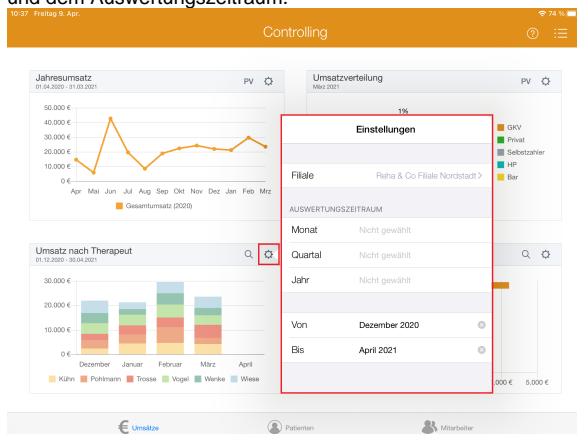 und dem Auswertungszeitraum.
10:37 Freitag 9. Apr.
74 %
Controlling
Jahresumsatz
01.04.2020 - 31.03.2021
PV
50.000 €
40.000 €
30.000 €
20.000 €
10.000 €
0 €
Apr Mai Jun Jul Aug Sep Okt Nov Dez Jan Feb Mrz
Gesamtumsatz (2020)
Umsatzverteilung
März 2021
PV
1%
GKV
Privat
Selbstzahler
HP
Bar
Einstellungen
Filiale Reha & Co Filiale Nordstadt >
AUSWERTUNGSZEITRAUM
Monat Nicht gewählt
Quartal Nicht gewählt
Jahr Nicht gewählt
Von Dezember 2020
Bis April 2021
Umsatz nach Therapeut
01.12.2020 - 30.04.2021
30.000 €
20.000 €
10.000 €
0 €
Dezember Januar Februar März April
Kühn Pohlmann Trosse Vogel Wenke Wiese
.000 € 5.000 €
€ Umsätze
Patienten
Mitarbeiter